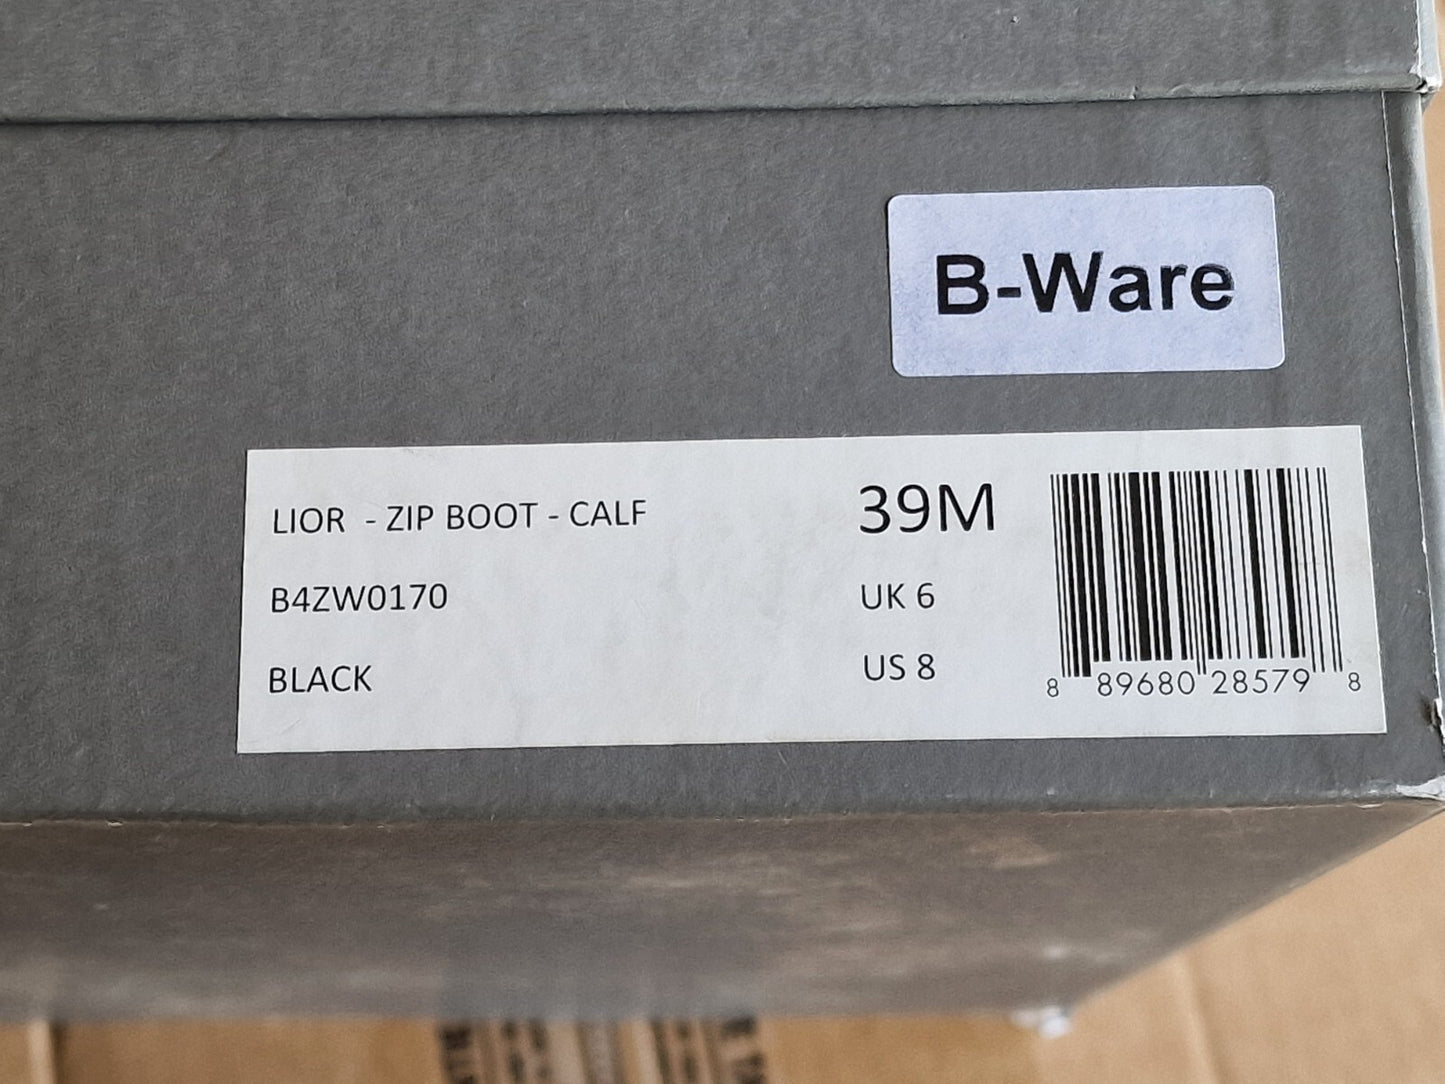 B-Ware
LIOR - ZIP BOOT - CALF
39M
B4ZW0170
UK 6
BLACK
US 8
8 89680 28579 8